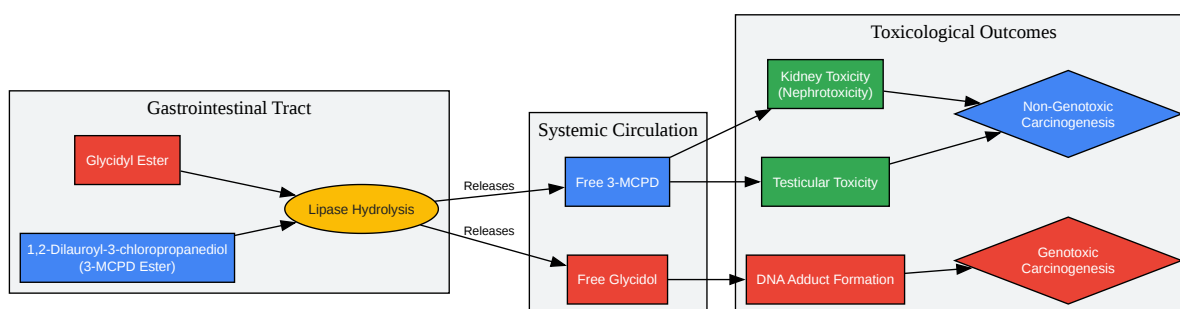 Gastrointestinal Tract
Glycidyl Ester
1,2-Dilauroyl-3-chloropropanediol
(3-MCPD Ester)
Lipase Hydrolysis
Releases
Releases
Systemic Circulation
Free 3-MCPD
Free Glycidol
Toxicological Outcomes
Kidney Toxicity
(Nephrotoxicity)
Testicular Toxicity
DNA Adduct Formation
Non-Genotoxic
Carcinogenesis
Genotoxic
Carcinogenesis